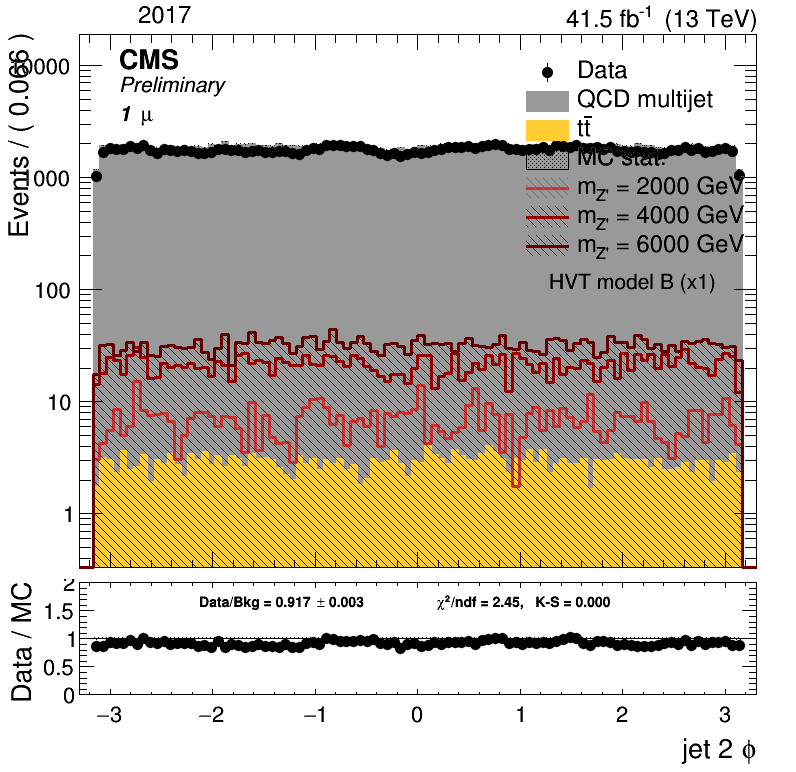 2017
41.5 fb⁻¹ (13 TeV)
CMS
Preliminary
1 μ
Events / ( 0.066 )
Data
QCD multijet
tt̄
MC stat.
m_Z' = 2000 GeV
m_Z' = 4000 GeV
m_Z' = 6000 GeV
HVT model B (x1)
10000
1000
100
10
1
Data / MC
2
1.5
1
0.5
0
Data/Bkg = 0.917 ± 0.003
χ²/ndf = 2.45, K-S = 0.000
−3 −2 −1 0 1 2 3
jet 2 ϕ